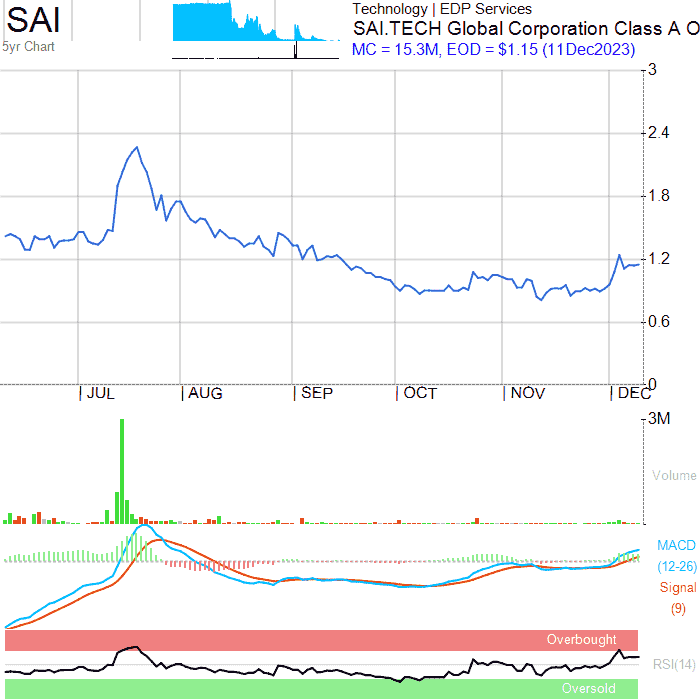 SAI
5yr Chart
Technology | EDP Services
SAI.TECH Global Corporation Class A O
MC = 15.3M, EOD = $1.15 (11Dec2023)
3
2.4
1.8
1.2
0.6
0
| JUL | AUG | SEP | OCT | NOV | DEC
3M
Volume
MACD
(12-26)
Signal
(9)
Overbought
RSI(14)
Oversold